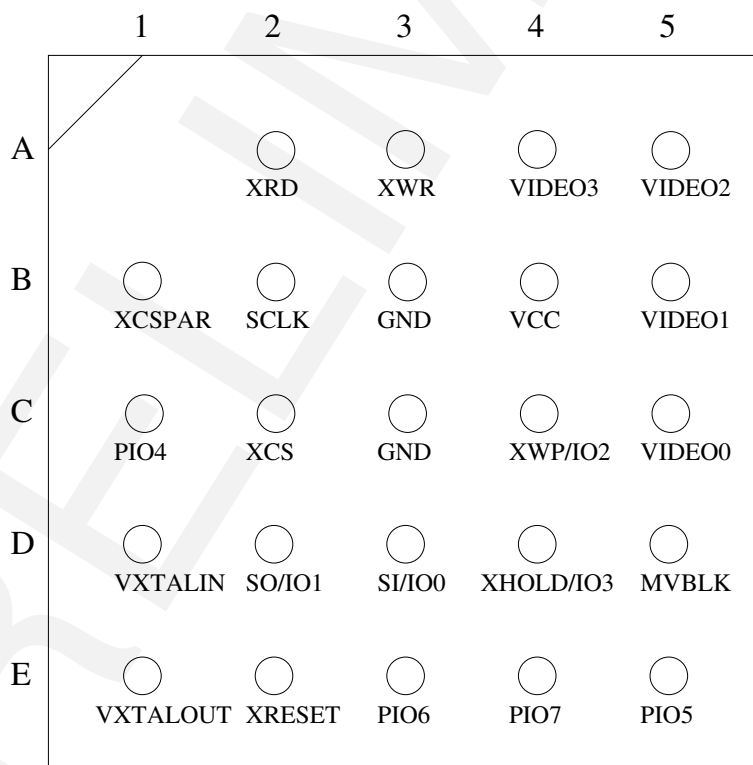 1 2 3 4 5
A
XRD XWR VIDEO3 VIDEO2
B
XCSPAR SCLK GND VCC VIDEO1
C
PIO4 XCS GND XWP/IO2 VIDEO0
D
VXTALIN SO/IO1 SI/IO0 XHOLD/IO3 MVBLK
E
VXTALOUT XRESET PIO6 PIO7 PIO5